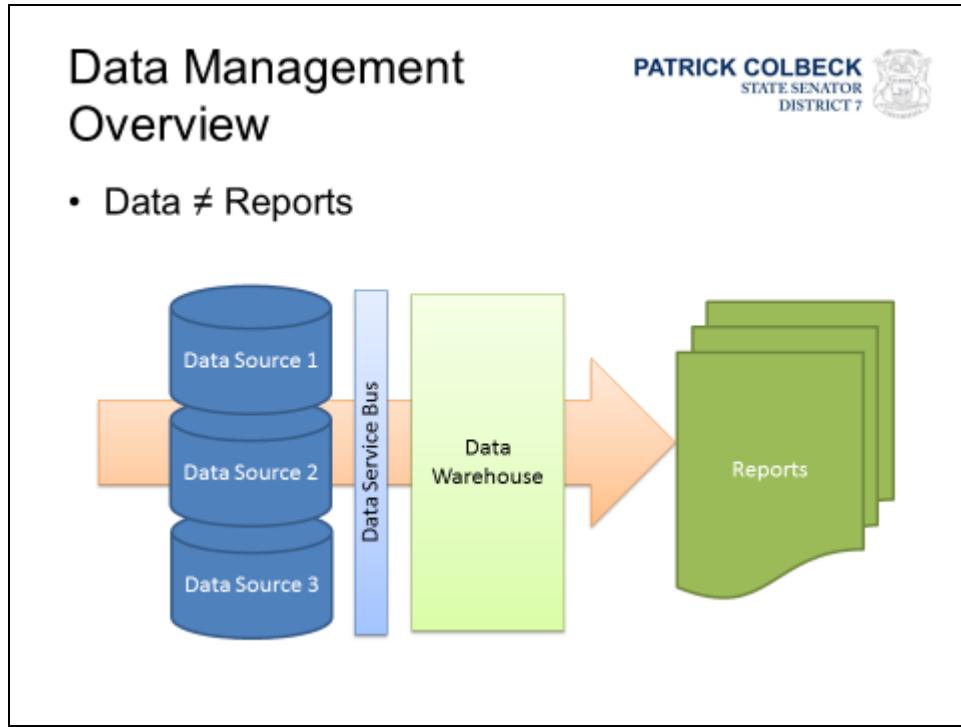 Data Management
Overview
PATRICK COLBECK
STATE SENATOR
DISTRICT 7
• Data ≠ Reports
Data Source 1
Data Source 2
Data Source 3
Data Service Bus
Data
Warehouse
Reports